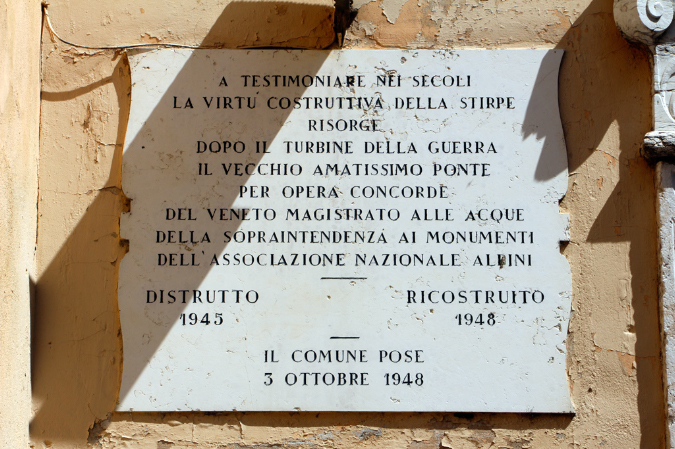 A TESTIMONIARE NEI SECOLI
LA VIRTU COSTRUTTIVA DELLA STIRPE
RISORGE
DOPO IL TURBINE DELLA GUERRA
IL VECCHIO AMATISSIMO PONTE
PER OPERA CONCORDE
DEL VENETO MAGISTRATO ALLE ACQUE
DELLA SOPRAINTENDENZA AI MONUMENTI
DELL'ASSOCIAZIONE NAZIONALE ALPINI
DISTRUTTO RICOSTRUITO
1945 1948
IL COMUNE POSE
3 OTTOBRE 1948